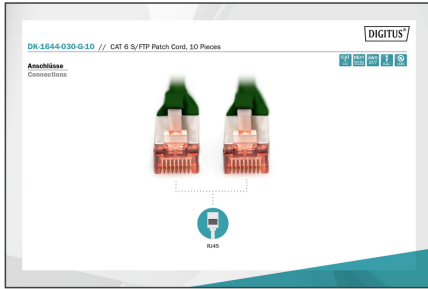 DIGITUS®
DK-1644-030-G-10 // CAT 6 S/FTP Patch Cord, 10 Pieces
Anschlüsse
Connections
RJ45